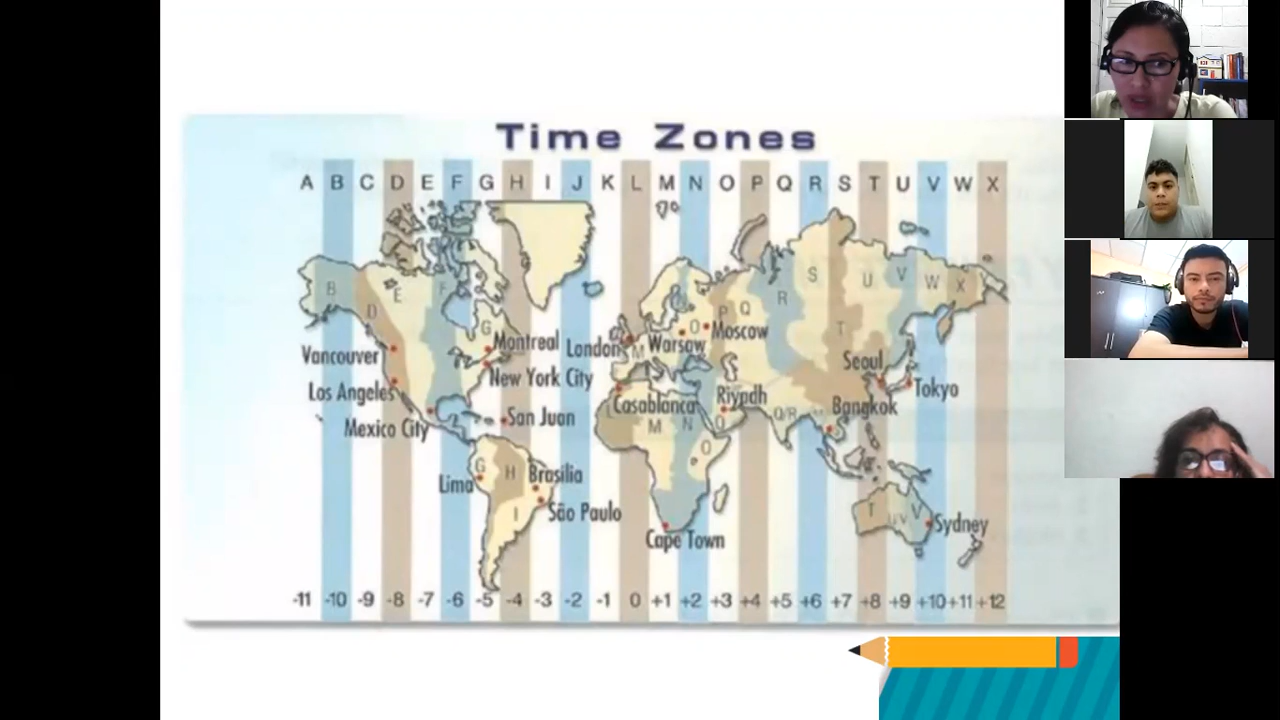 Time Zones
A B C D E F G H I J K L M N O P Q R S T U V W X
B D E F G
M O P Q R S T U V W X
Montreal London Warsaw Moscow
Vancouver New York City Seoul
Los Angeles Casablanca Riyadh Tokyo
Mexico City San Juan Bangkok
M N O Q/R
G H O
Lima Brasilia
São Paulo Sydney
I T V
Cape Town
-11 -10 -9 -8 -7 -6 -5 -4 -3 -2 -1 0 +1 +2 +3 +4 +5 +6 +7 +8 +9 +10 +11 +12